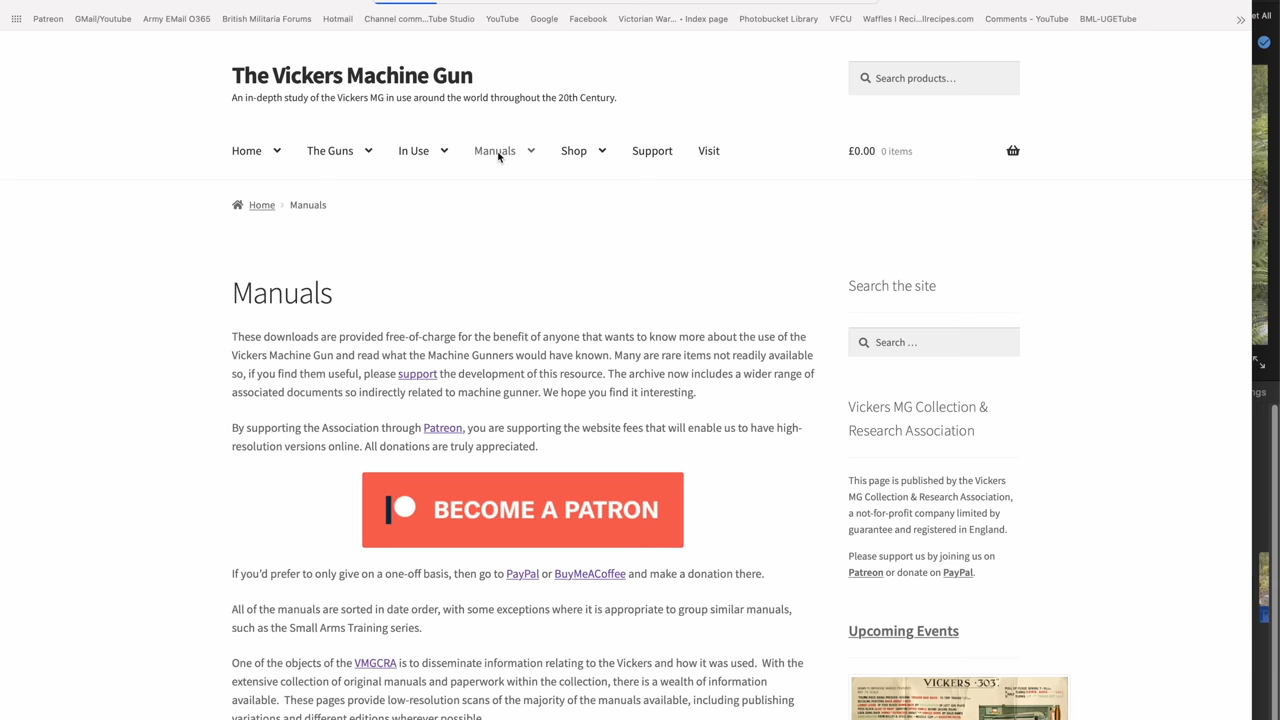 Patreon GMail/Youtube Army EMail O365 British Militaria Forums Hotmail Channel comm...Tube Studio YouTube Google Facebook Victorian War... • Index page Photobucket Library VFCU Waffles I Reci...llrecipes.com Comments - YouTube BML-UGETube
et All
The Vickers Machine Gun
Search products…
An in-depth study of the Vickers MG in use around the world throughout the 20th Century.
Home The Guns In Use Manuals Shop Support Visit £0.00 0 items
Home › Manuals
Manuals
These downloads are provided free-of-charge for the benefit of anyone that wants to know more about the use of the
Vickers Machine Gun and read what the Machine Gunners would have known. Many are rare items not readily available
so, if you find them useful, please support the development of this resource. The archive now includes a wider range of
associated documents so indirectly related to machine gunner. We hope you find it interesting.
By supporting the Association through Patreon, you are supporting the website fees that will enable us to have high-
resolution versions online. All donations are truly appreciated.
BECOME A PATRON
If you’d prefer to only give on a one-off basis, then go to PayPal or BuyMeACoffee and make a donation there.
All of the manuals are sorted in date order, with some exceptions where it is appropriate to group similar manuals,
such as the Small Arms Training series.
One of the objects of the VMGCRA is to disseminate information relating to the Vickers and how it was used. With the
extensive collection of original manuals and paperwork within the collection, there is a wealth of information
available. The
provide low-resolution scans of the majority of the manuals available, including publishing
variations and different editions wherever possible.
Search the site
Search …
Vickers MG Collection &
Research Association
This page is published by the Vickers
MG Collection & Research Association,
a not-for-profit company limited by
guarantee and registered in England.
Please support us by joining us on
Patreon or donate on PayPal.
Upcoming Events
VICKERS ·303˝
ngs